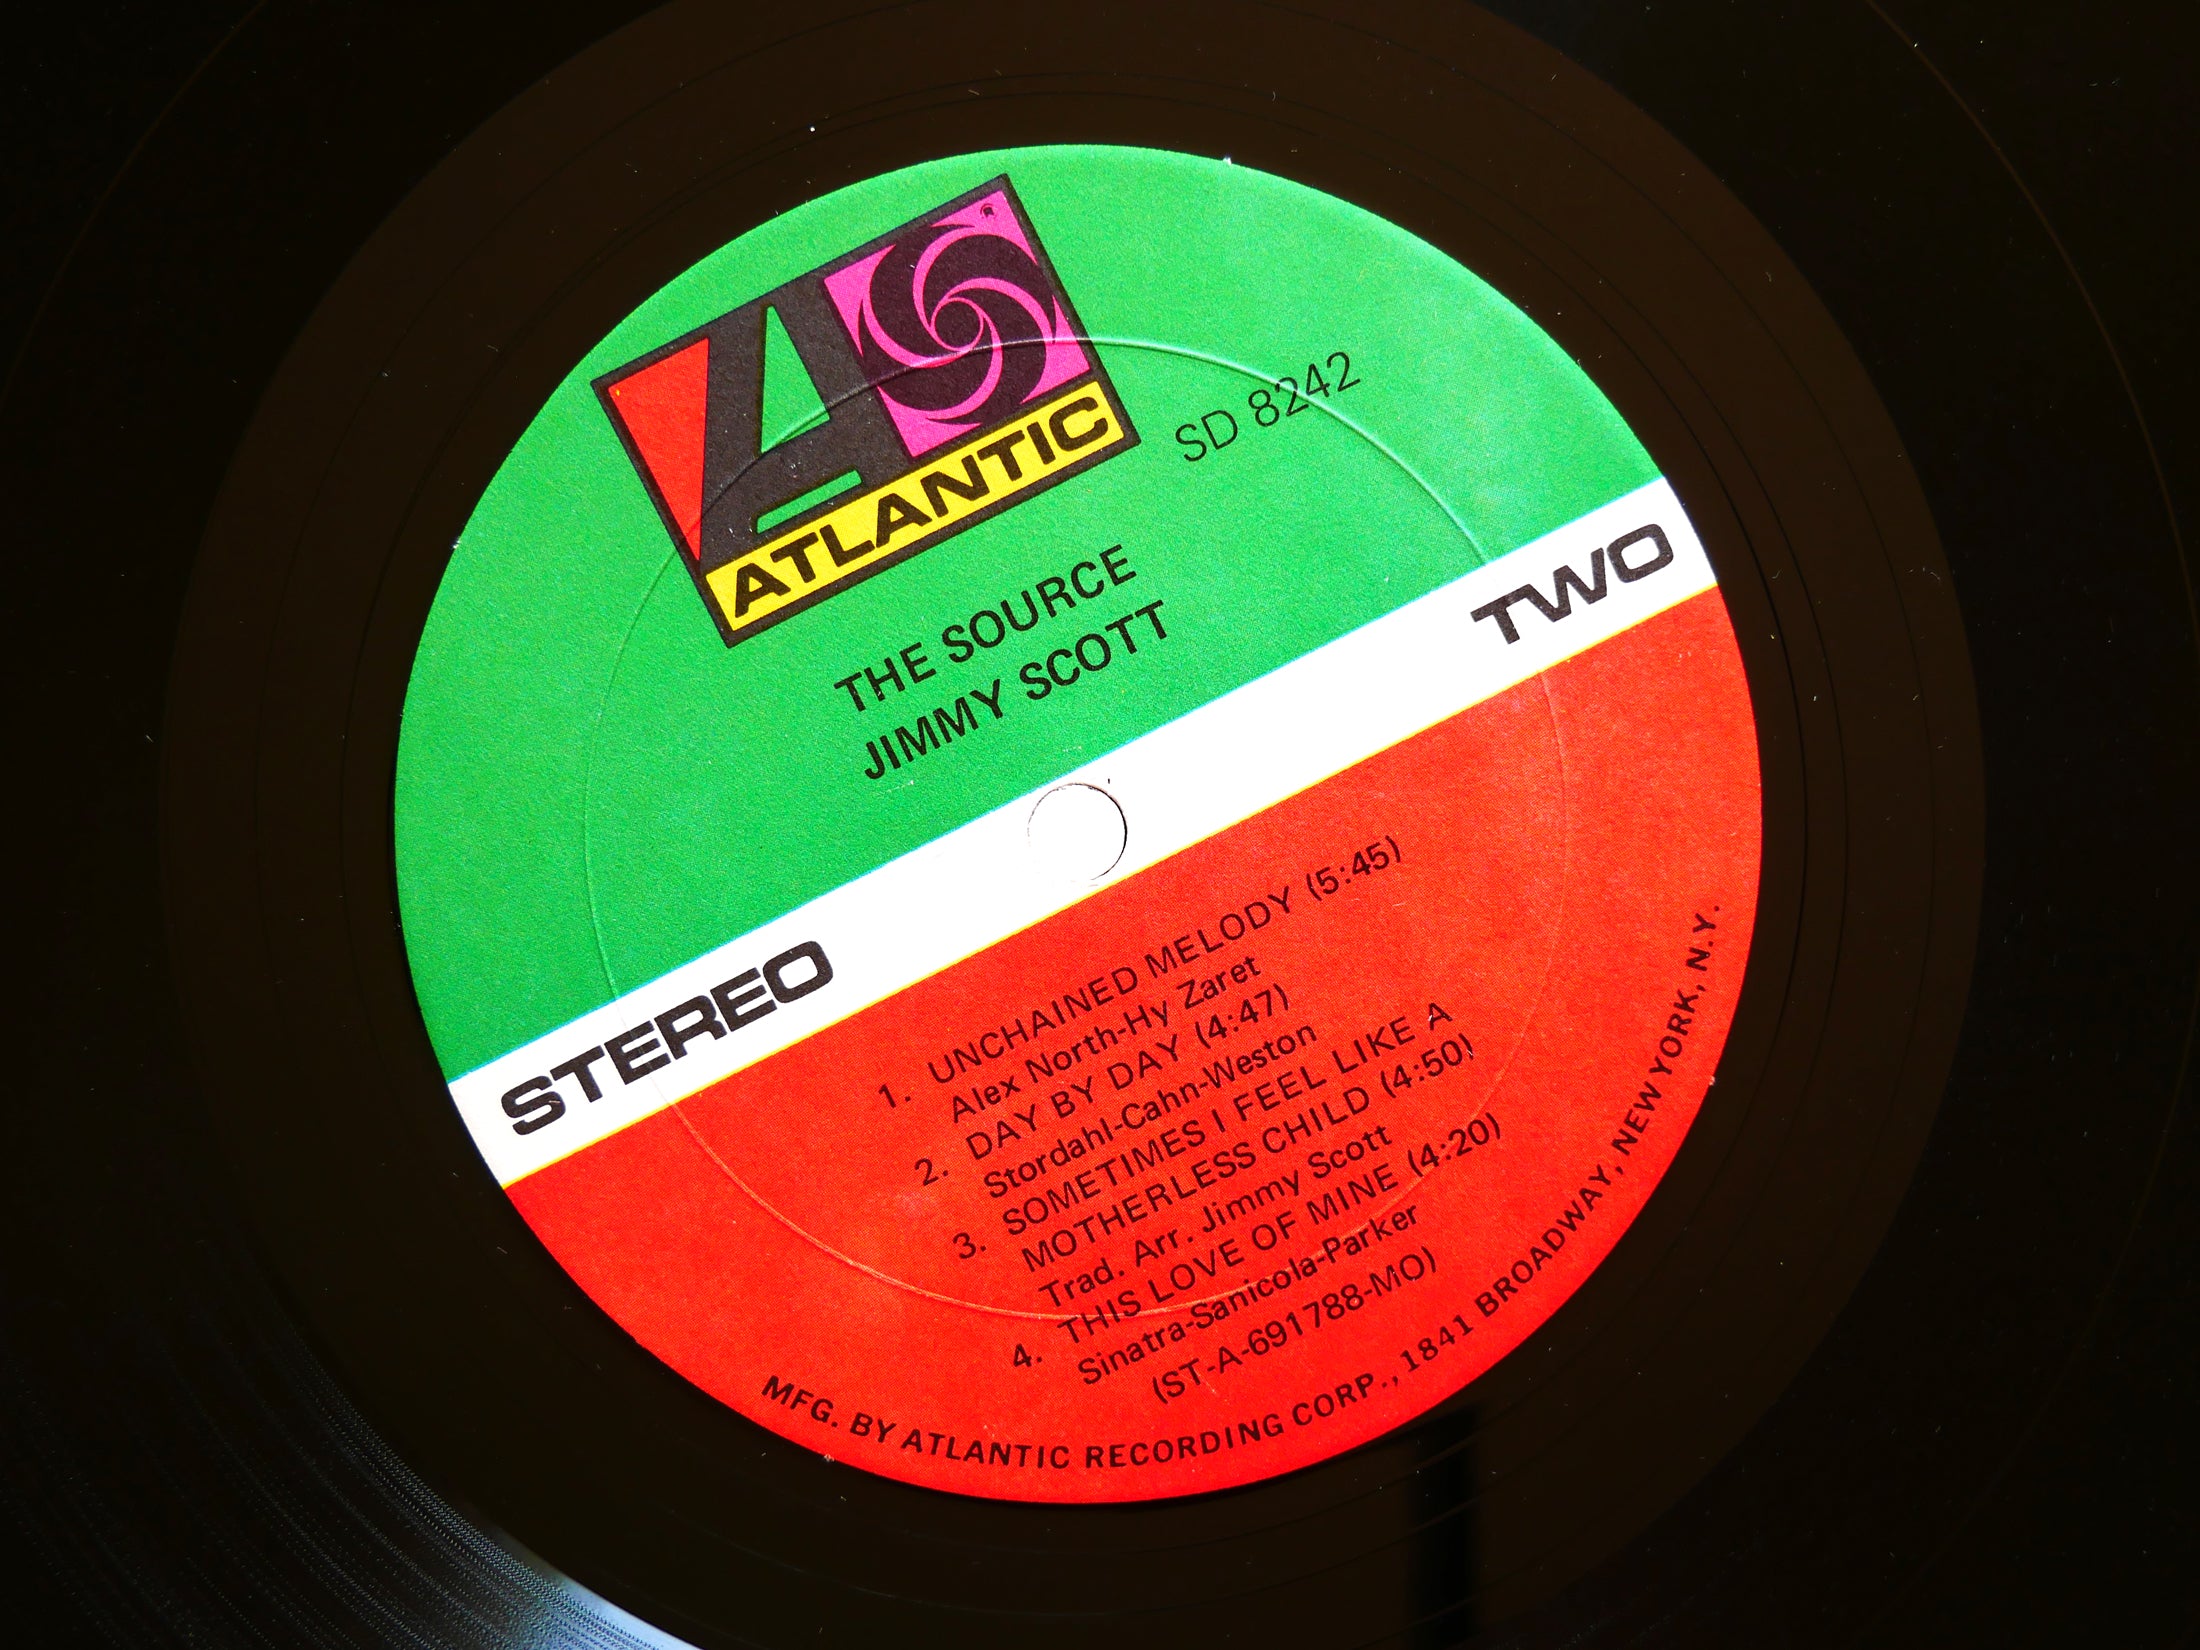 ATLANTIC
SD 8242
THE SOURCE
JIMMY SCOTT
STEREO
TWO
1. UNCHAINED MELODY (5:45)
Alex North-Hy Zaret
2. DAY BY DAY (4:47)
Stordahl-Cahn-Weston
3. SOMETIMES I FEEL LIKE A
MOTHERLESS CHILD (4:50)
Trad. Arr. Jimmy Scott
4. THIS LOVE OF MINE (4:20)
Sinatra-Sanicola-Parker
(ST-A-691788-MO)
MFG. BY ATLANTIC RECORDING CORP., 1841 BROADWAY, NEW YORK, N.Y.